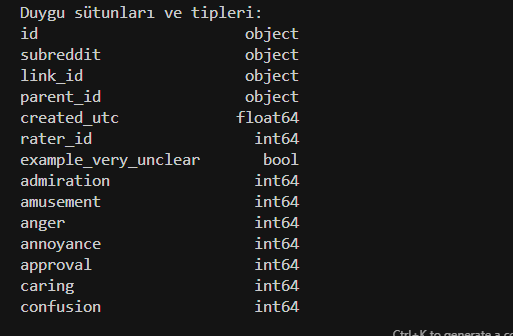 Duygu sütunları ve tipleri:
id object
subreddit object
link_id object
parent_id object
created_utc float64
rater_id int64
example_very_unclear bool
admiration int64
amusement int64
anger int64
annoyance int64
approval int64
caring int64
confusion int64
Ctrl+K to generate a